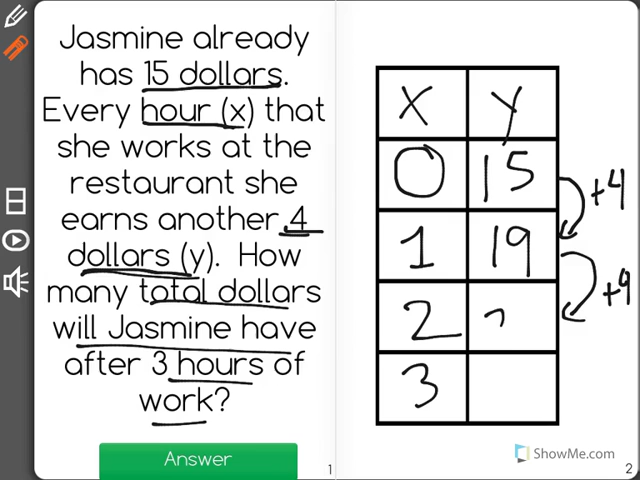 Jasmine already
has 15 dollars.
Every hour (x) that
she works at the
restaurant she
earns another 4
dollars (y). How
many total dollars
will Jasmine have
after 3 hours of
work?
Answer
1
X Y
0 15
+4
1 19
2
3
ShowMe.com
2